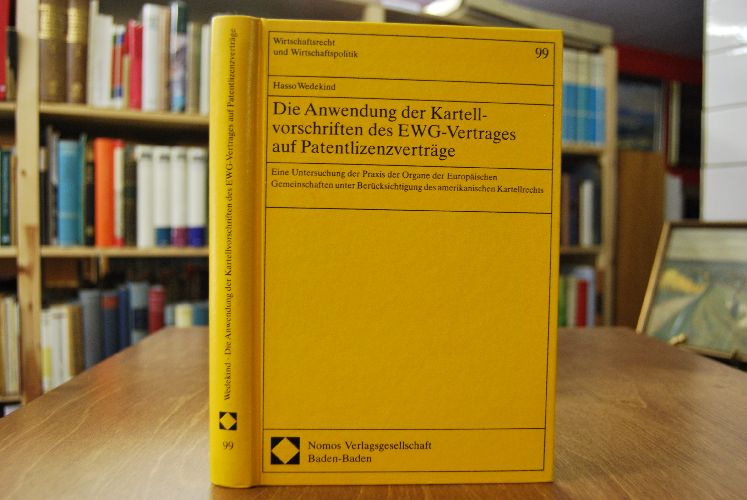 Wirtschaftsrecht
und Wirtschaftspolitik
99
Hasso Wedekind
Die Anwendung der Kartell-
vorschriften des EWG-Vertrages
auf Patentlizenzverträge
Eine Untersuchung der Praxis der Organe der Europäischen
Gemeinschaften unter Berücksichtigung des amerikanischen Kartellrechts
Nomos Verlagsgesellschaft
Baden-Baden
Wedekind · Die Anwendung der Kartellvorschriften des EWG-Vertrages auf Patentlizenzverträge
99